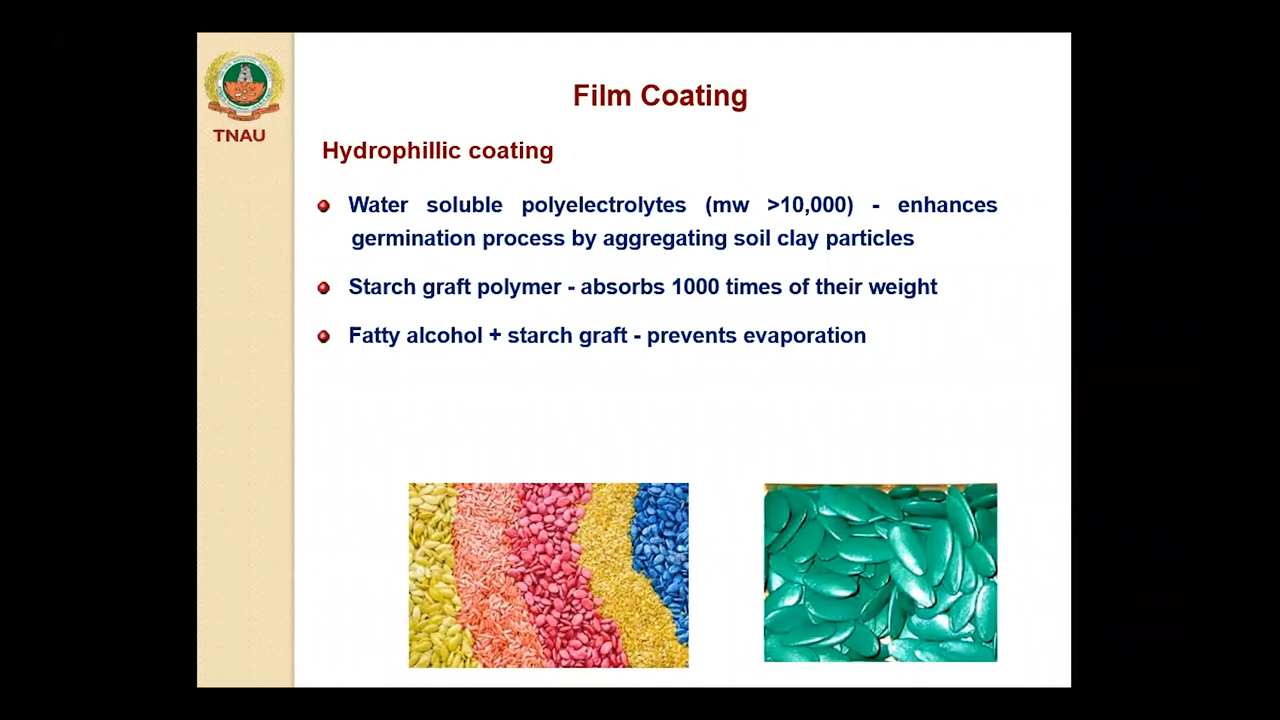 TNAU
Film Coating
Hydrophillic coating
Water soluble polyelectrolytes (mw >10,000) - enhances
germination process by aggregating soil clay particles
Starch graft polymer - absorbs 1000 times of their weight
Fatty alcohol + starch graft - prevents evaporation